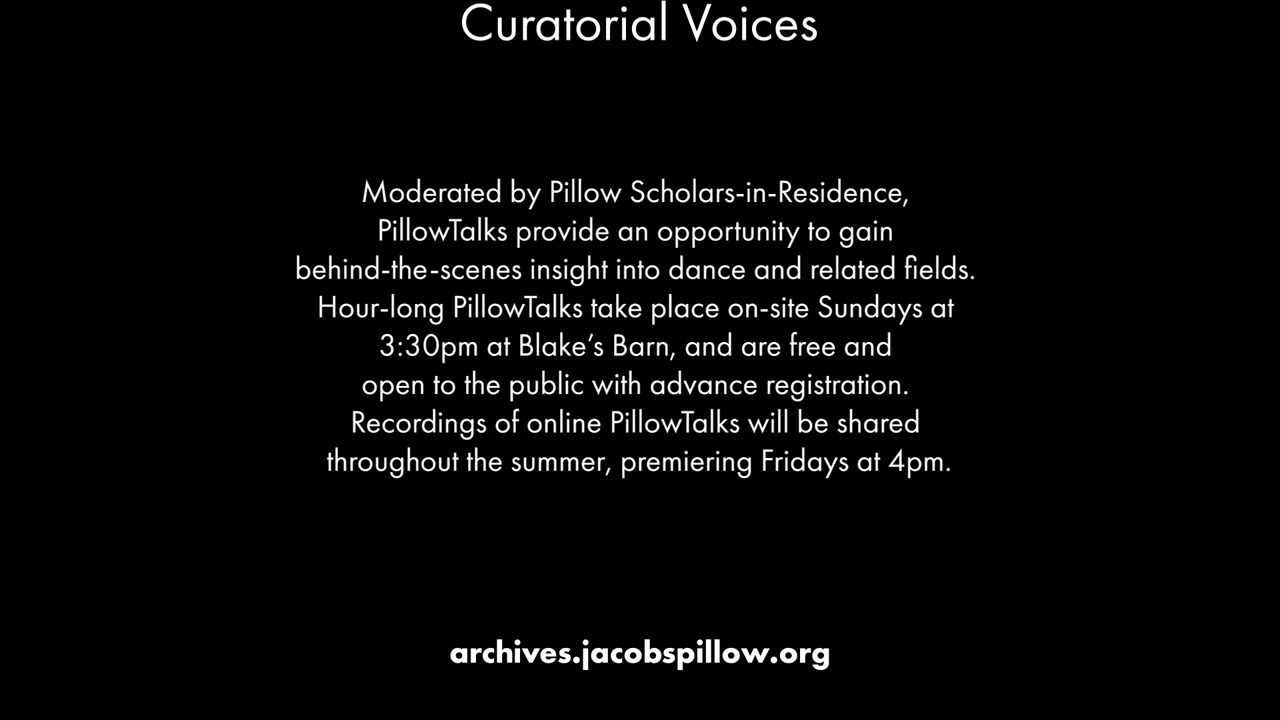 Curatorial Voices
Moderated by Pillow Scholars-in-Residence,
PillowTalks provide an opportunity to gain
behind-the-scenes insight into dance and related fields.
Hour-long PillowTalks take place on-site Sundays at
3:30pm at Blake’s Barn, and are free and
open to the public with advance registration.
Recordings of online PillowTalks will be shared
throughout the summer, premiering Fridays at 4pm.
archives.jacobspillow.org